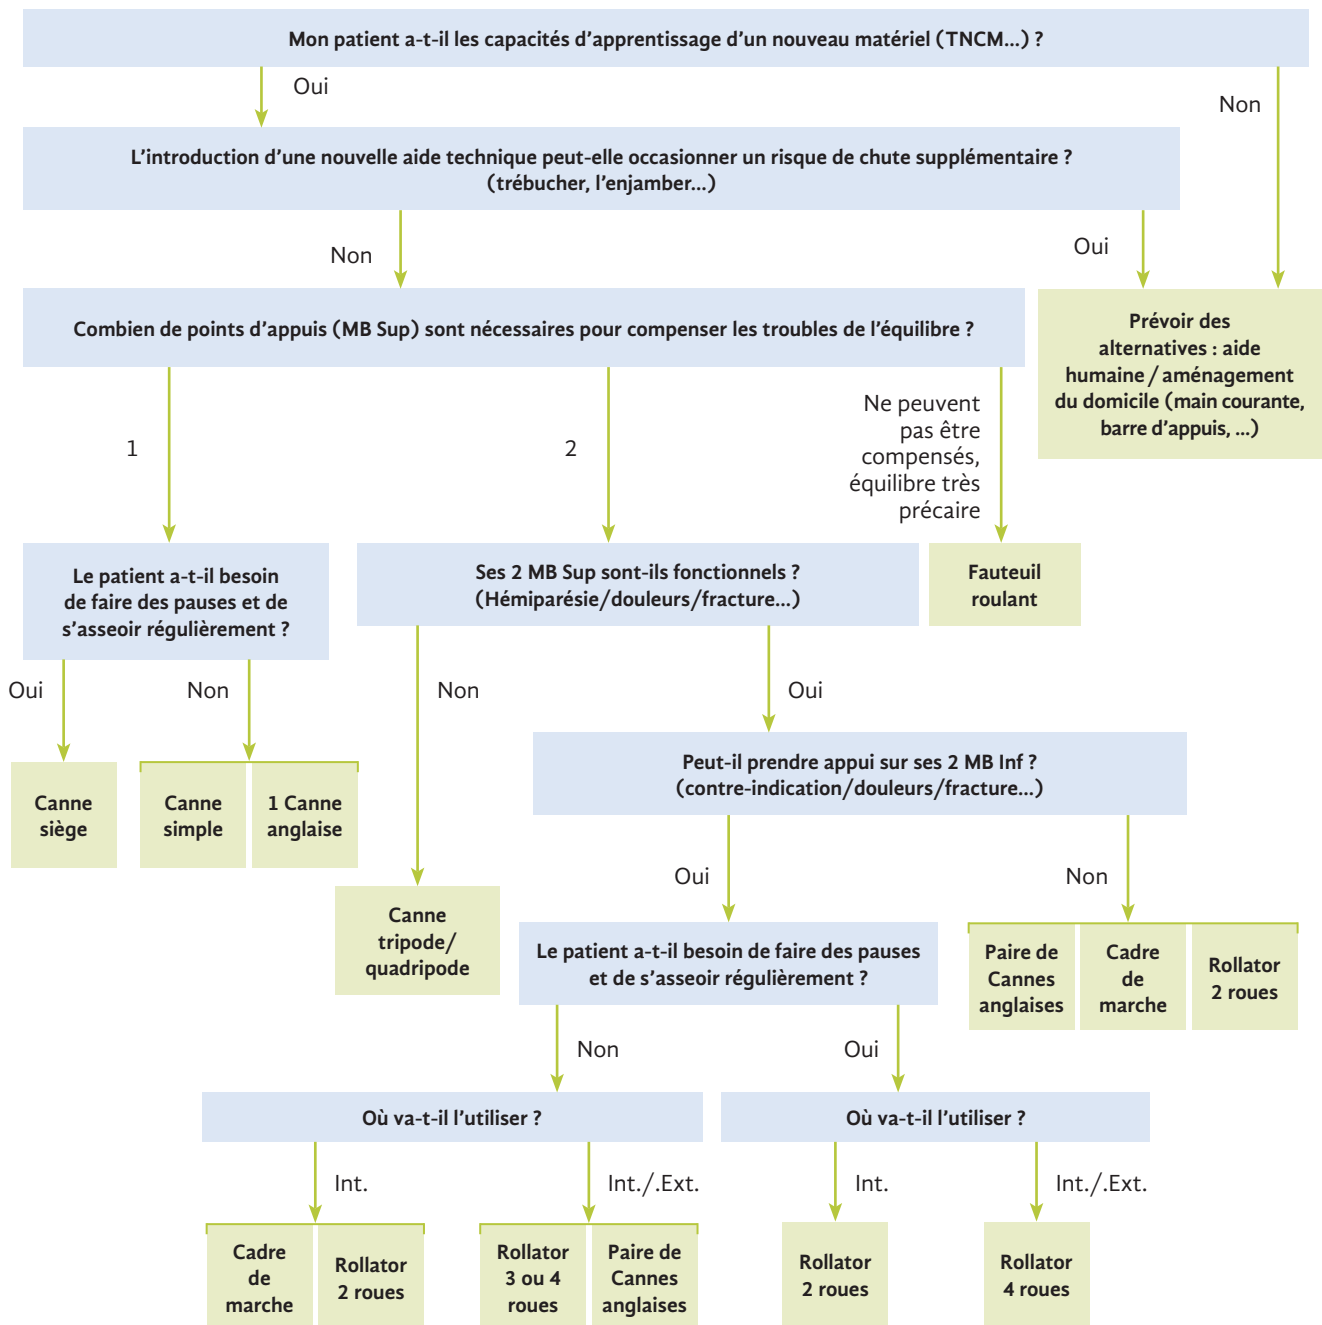 Mon patient a-t-il les capacités d'apprentissage d'un nouveau matériel (TNCM...) ?
Oui
Non
L'introduction d'une nouvelle aide technique peut-elle occasionner un risque de chute supplémentaire ?
(trébucher, l'enjamber...)
Non
Oui
Combien de points d'appuis (MB Sup) sont nécessaires pour compenser les troubles de l'équilibre ?
Prévoir des
alternatives : aide
humaine / aménagement
du domicile (main courante,
barre d'appuis, ...)
1
2
Ne peuvent
pas être
compensés,
équilibre très
précaire
Le patient a-t-il besoin
de faire des pauses et de
s'asseoir régulièrement ?
Ses 2 MB Sup sont-ils fonctionnels ?
(Hémiparésie/douleurs/fracture...)
Fauteuil
roulant
Oui
Non
Non
Oui
Canne
siège
Canne
simple
1 Canne
anglaise
Peut-il prendre appui sur ses 2 MB Inf ?
(contre-indication/douleurs/fracture...)
Oui
Non
Canne
tripode/
quadripode
Le patient a-t-il besoin de faire des pauses
et de s'asseoir régulièrement ?
Paire de
Cannes
anglaises
Cadre
de
marche
Rollator
2 roues
Non
Oui
Où va-t-il l'utiliser ?
Où va-t-il l'utiliser ?
Int.
Int./.Ext.
Int.
Int./.Ext.
Cadre
de
marche
Rollator
2 roues
Rollator
3 ou 4
roues
Paire de
Cannes
anglaises
Rollator
2 roues
Rollator
4 roues